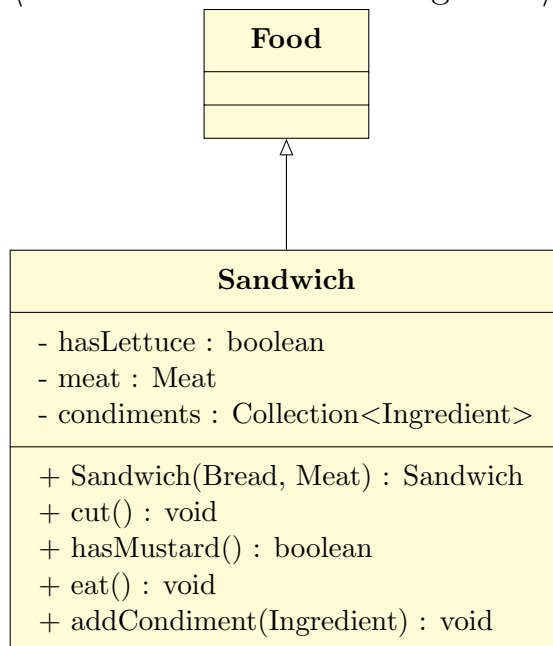 Food
Sandwich
- hasLettuce : boolean
- meat : Meat
- condiments : Collection<Ingredient>
+ Sandwich(Bread, Meat) : Sandwich
+ cut() : void
+ hasMustard() : boolean
+ eat() : void
+ addCondiment(Ingredient) : void